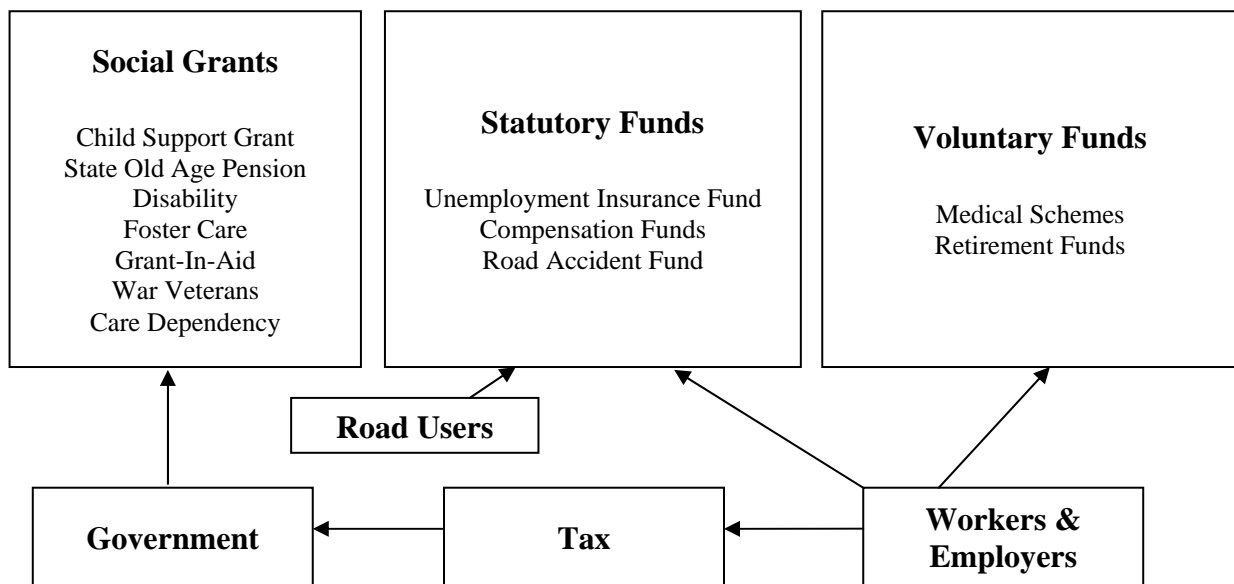 Social Grants
Child Support Grant
State Old Age Pension
Disability
Foster Care
Grant-In-Aid
War Veterans
Care Dependency
Statutory Funds
Unemployment Insurance Fund
Compensation Funds
Road Accident Fund
Voluntary Funds
Medical Schemes
Retirement Funds
Road Users
Government
Tax
Workers &
Employers